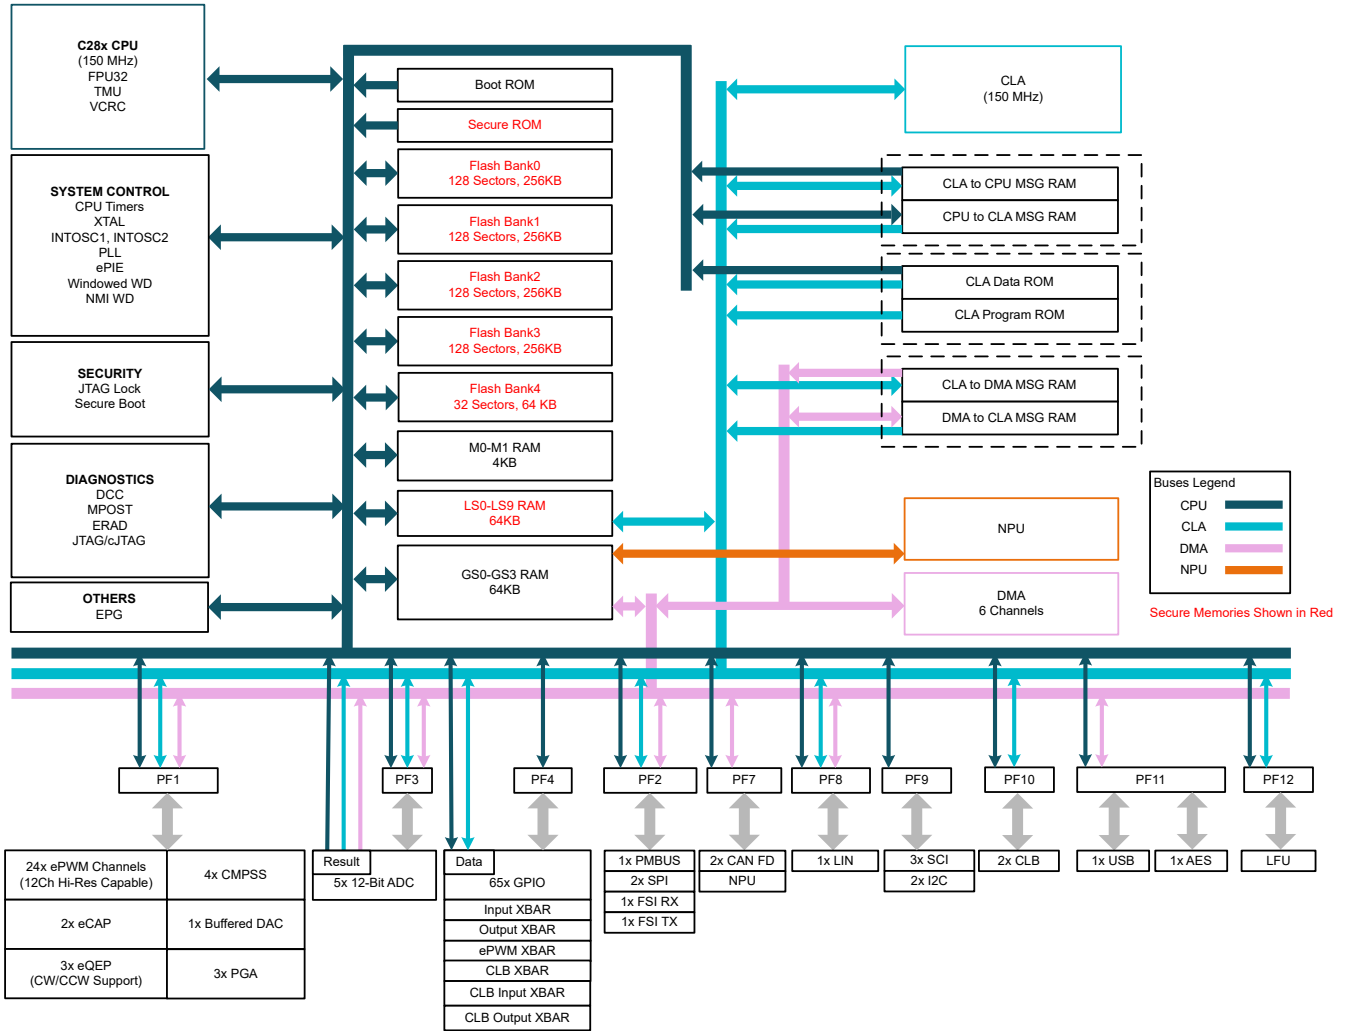 C28x CPU
(150 MHz)
FPU32
TMU
VCRC
SYSTEM CONTROL
CPU Timers
XTAL
INTOSC1, INTOSC2
PLL
ePIE
Windowed WD
NMI WD
SECURITY
JTAG Lock
Secure Boot
DIAGNOSTICS
DCC
MPOST
ERAD
JTAG/cJTAG
OTHERS
EPG
Boot ROM
Secure ROM
Flash Bank0
128 Sectors, 256KB
Flash Bank1
128 Sectors, 256KB
Flash Bank2
128 Sectors, 256KB
Flash Bank3
128 Sectors, 256KB
Flash Bank4
32 Sectors, 64 KB
M0-M1 RAM
4KB
LS0-LS9 RAM
64KB
GS0-GS3 RAM
64KB
CLA
(150 MHz)
CLA to CPU MSG RAM
CPU to CLA MSG RAM
CLA Data ROM
CLA Program ROM
CLA to DMA MSG RAM
DMA to CLA MSG RAM
NPU
DMA
6 Channels
Buses Legend
CPU
CLA
DMA
NPU
Secure Memories Shown in Red
PF1
PF3
PF4
PF2
PF7
PF8
PF9
PF10
PF11
PF12
24x ePWM Channels
(12Ch Hi-Res Capable)
4x CMPSS
2x eCAP
1x Buffered DAC
3x eQEP
(CW/CCW Support)
3x PGA
Result
5x 12-Bit ADC
Data
65x GPIO
Input XBAR
Output XBAR
ePWM XBAR
CLB XBAR
CLB Input XBAR
CLB Output XBAR
1x PMBUS
2x SPI
1x FSI RX
1x FSI TX
2x CAN FD
NPU
1x LIN
3x SCI
2x I2C
2x CLB
1x USB
1x AES
LFU